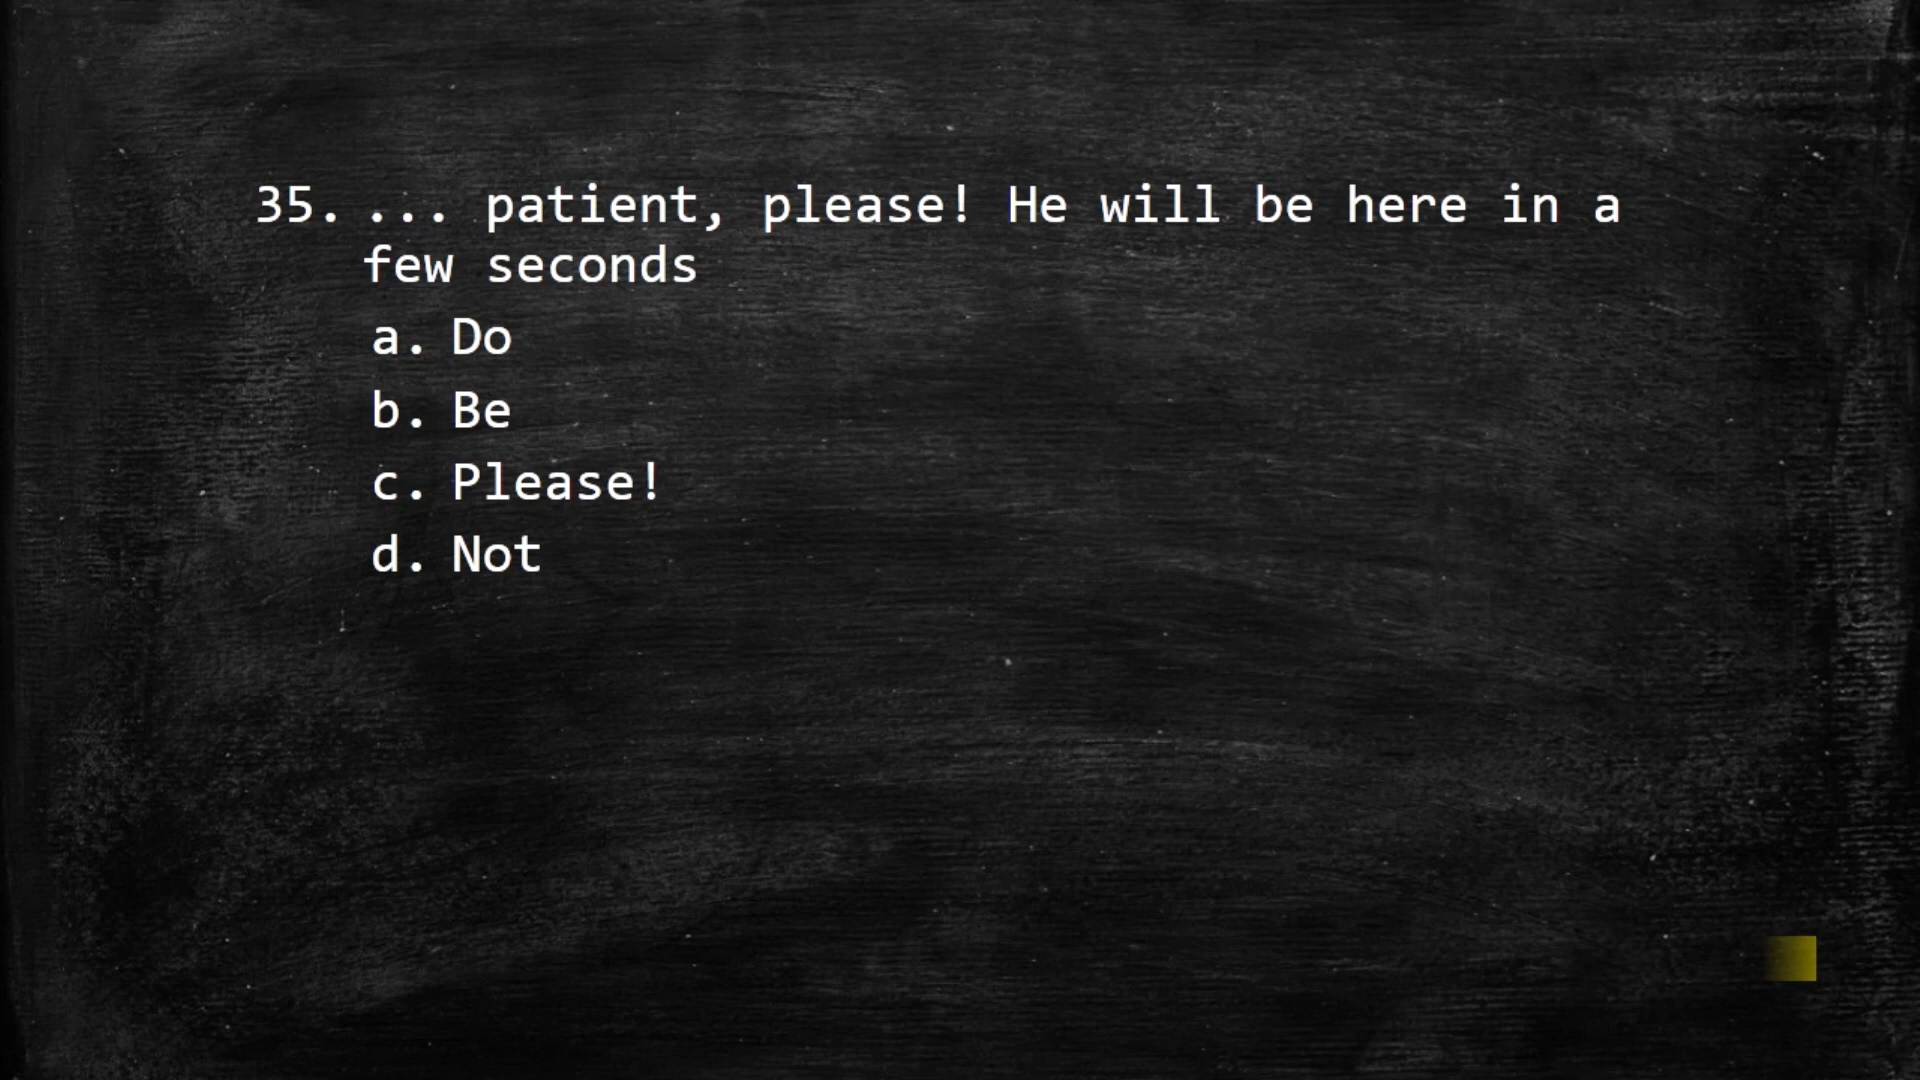 35. ... patient, please! He will be here in a
few seconds
a. Do
b. Be
c. Please!
d. Not